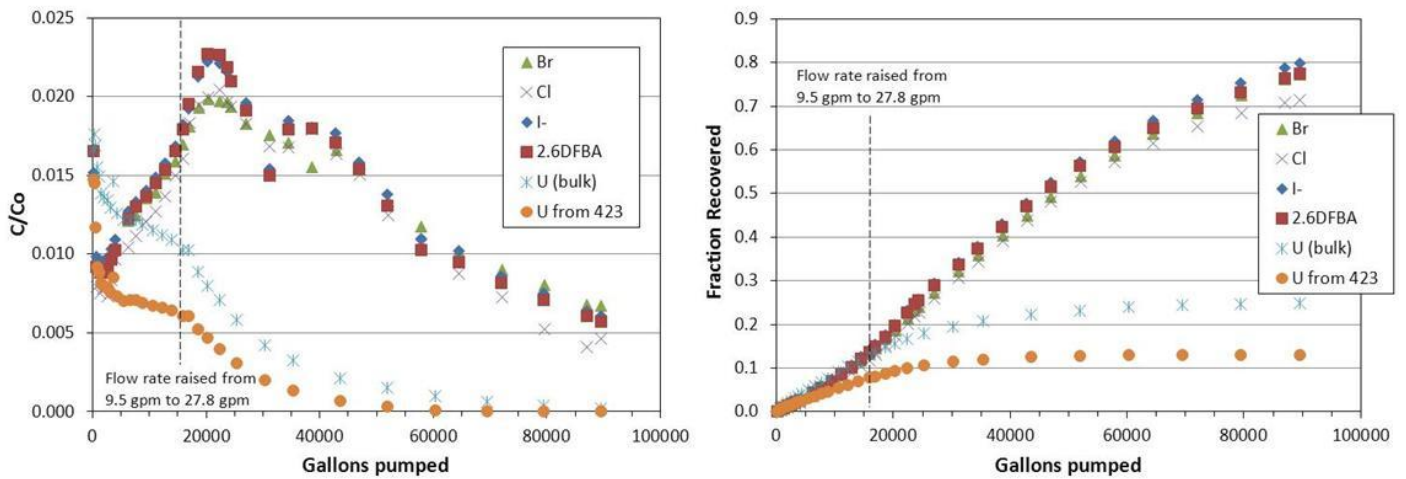 0.025
0.020
0.015
0.010
0.005
0.000
C/Co
0
20000
40000
60000
80000
100000
Gallons pumped
Br
Cl
I-
2.6DFBA
U (bulk)
U from 423
Flow rate raised from
9.5 gpm to 27.8 gpm
0.9
0.8
0.7
0.6
0.5
0.4
0.3
0.2
0.1
0.0
Fraction Recovered
0
20000
40000
60000
80000
100000
Gallons pumped
Flow rate raised from
9.5 gpm to 27.8 gpm
Br
Cl
I-
2.6DFBA
U (bulk)
U from 423